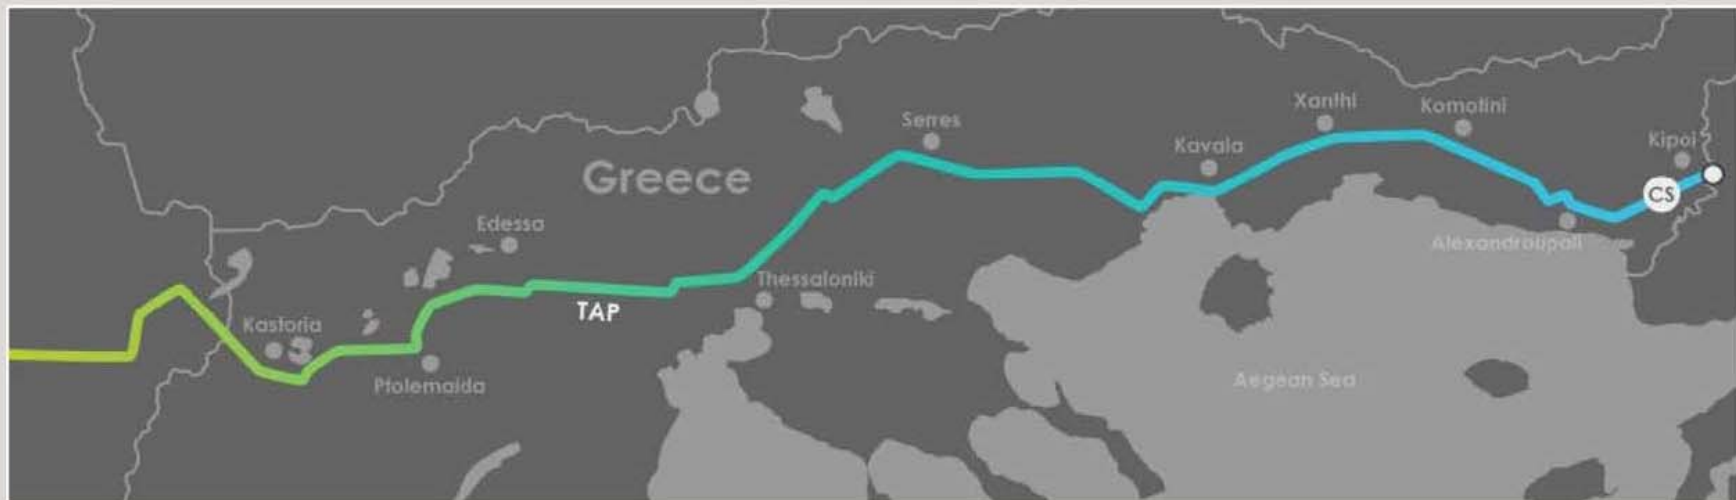 Xanthi
Komotini
Serres
Kavala
Kipoi
Greece
CS
Edessa
Alexandroupoli
Thessaloniki
TAP
Kastoria
Ptolemaida
Aegean Sea